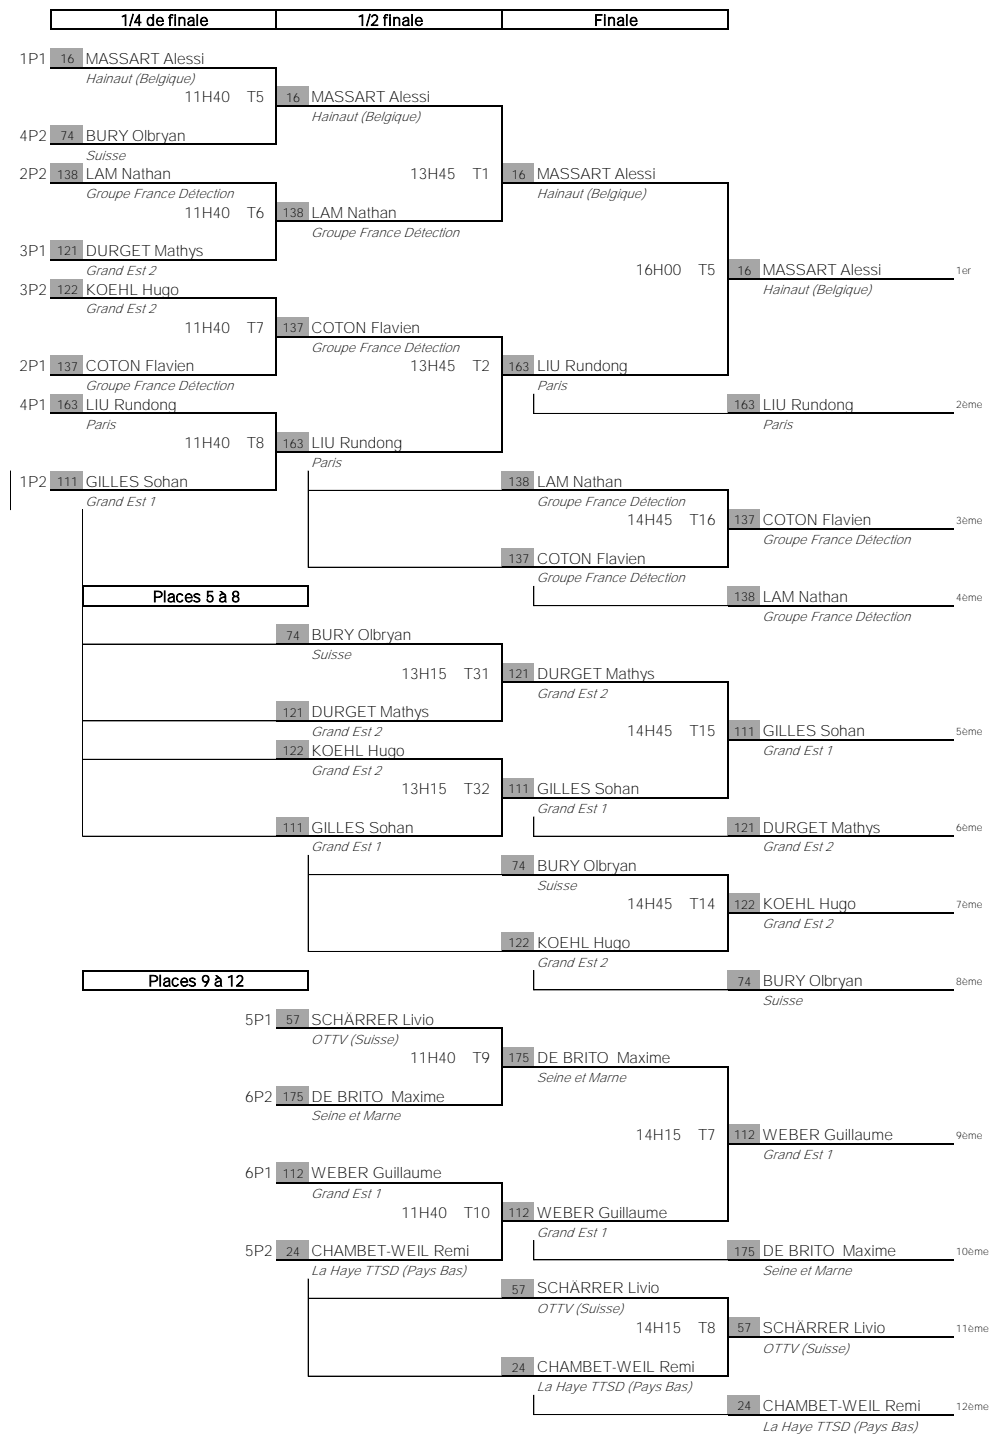 1/4 de finale 1/2 finale Finale
1P1 16 MASSART Alessi
Hainaut (Belgique)
11H40 T5 16 MASSART Alessi
Hainaut (Belgique)
4P2 74 BURY Olbryan
Suisse
2P2 138 LAM Nathan 13H45 T1 16 MASSART Alessi
Groupe France Détection Hainaut (Belgique)
11H40 T6 138 LAM Nathan
Groupe France Détection
3P1 121 DURGET Mathys
Grand Est 2 16H00 T5 16 MASSART Alessi 1er
3P2 122 KOEHL Hugo Hainaut (Belgique)
Grand Est 2
11H40 T7 137 COTON Flavien
Groupe France Détection
2P1 137 COTON Flavien 13H45 T2 163 LIU Rundong
Groupe France Détection Paris
4P1 163 LIU Rundong 163 LIU Rundong 2ème
Paris Paris
11H40 T8 163 LIU Rundong
Paris
1P2 111 GILLES Sohan 138 LAM Nathan
Grand Est 1 Groupe France Détection
14H45 T16 137 COTON Flavien 3ème
Groupe France Détection
137 COTON Flavien
Groupe France Détection
Places 5 à 8 138 LAM Nathan 4ème
Groupe France Détection
74 BURY Olbryan
Suisse
13H15 T31 121 DURGET Mathys
Grand Est 2
121 DURGET Mathys
Grand Est 2 14H45 T15 111 GILLES Sohan 5ème
122 KOEHL Hugo Grand Est 1
Grand Est 2
13H15 T32 111 GILLES Sohan
Grand Est 1
111 GILLES Sohan 121 DURGET Mathys 6ème
Grand Est 1 Grand Est 2
74 BURY Olbryan
Suisse
14H45 T14 122 KOEHL Hugo 7ème
Grand Est 2
122 KOEHL Hugo
Grand Est 2
Places 9 à 12 74 BURY Olbryan 8ème
Suisse
5P1 57 SCHÄRRER Livio
OTTV (Suisse)
11H40 T9 175 DE BRITO Maxime
Seine et Marne
6P2 175 DE BRITO Maxime
Seine et Marne
14H15 T7 112 WEBER Guillaume 9ème
Grand Est 1
6P1 112 WEBER Guillaume
Grand Est 1
11H40 T10 112 WEBER Guillaume
Grand Est 1
5P2 24 CHAMBET-WEIL Remi 175 DE BRITO Maxime 10ème
La Haye TTSD (Pays Bas) Seine et Marne
57 SCHÄRRER Livio
OTTV (Suisse)
14H15 T8 57 SCHÄRRER Livio 11ème
OTTV (Suisse)
24 CHAMBET-WEIL Remi
La Haye TTSD (Pays Bas)
24 CHAMBET-WEIL Remi 12ème
La Haye TTSD (Pays Bas)